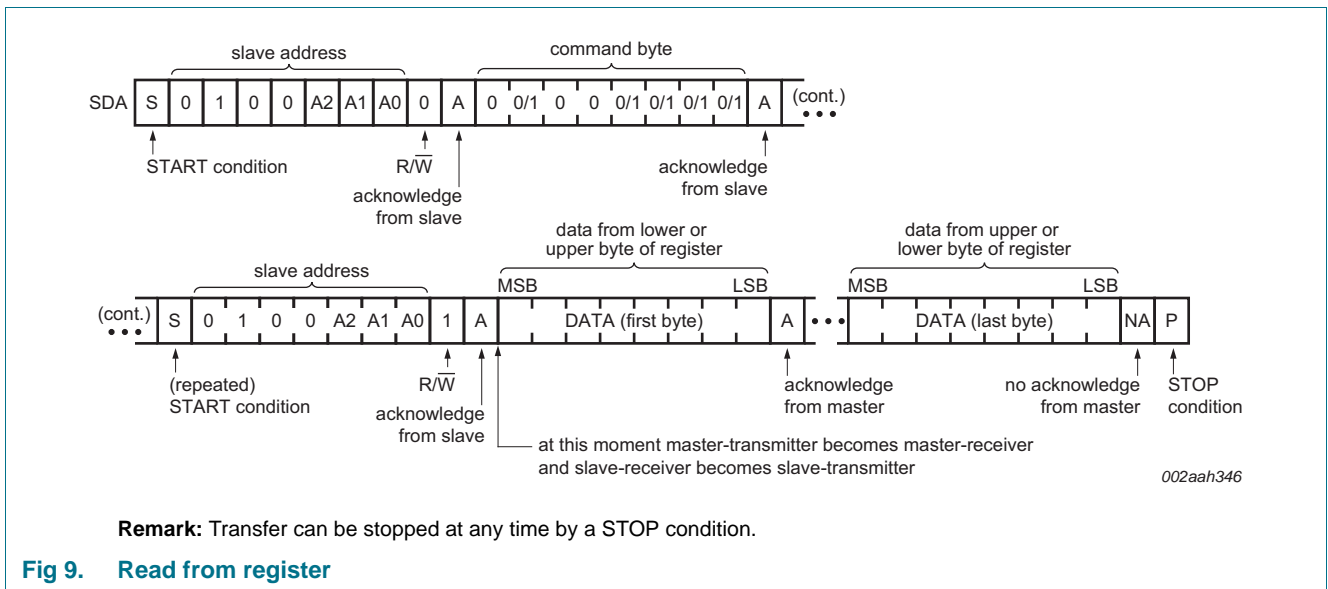 slave address
command byte
SDA S 0 1 0 0 A2 A1 A0 0 A 0 0/1 0 0 0/1 0/1 0/1 0/1 A (cont.)
START condition
R/W
acknowledge
from slave
acknowledge
from slave
data from lower or
upper byte of register
data from upper or
lower byte of register
slave address
MSB LSB MSB LSB
(cont.) S 0 1 0 0 A2 A1 A0 1 A DATA (first byte) A DATA (last byte) NA P
(repeated)
START condition
R/W
acknowledge
from slave
acknowledge
from master
no acknowledge
from master
STOP
condition
at this moment master-transmitter becomes master-receiver
and slave-receiver becomes slave-transmitter
002aah346
Remark: Transfer can be stopped at any time by a STOP condition.
Fig 9. Read from register